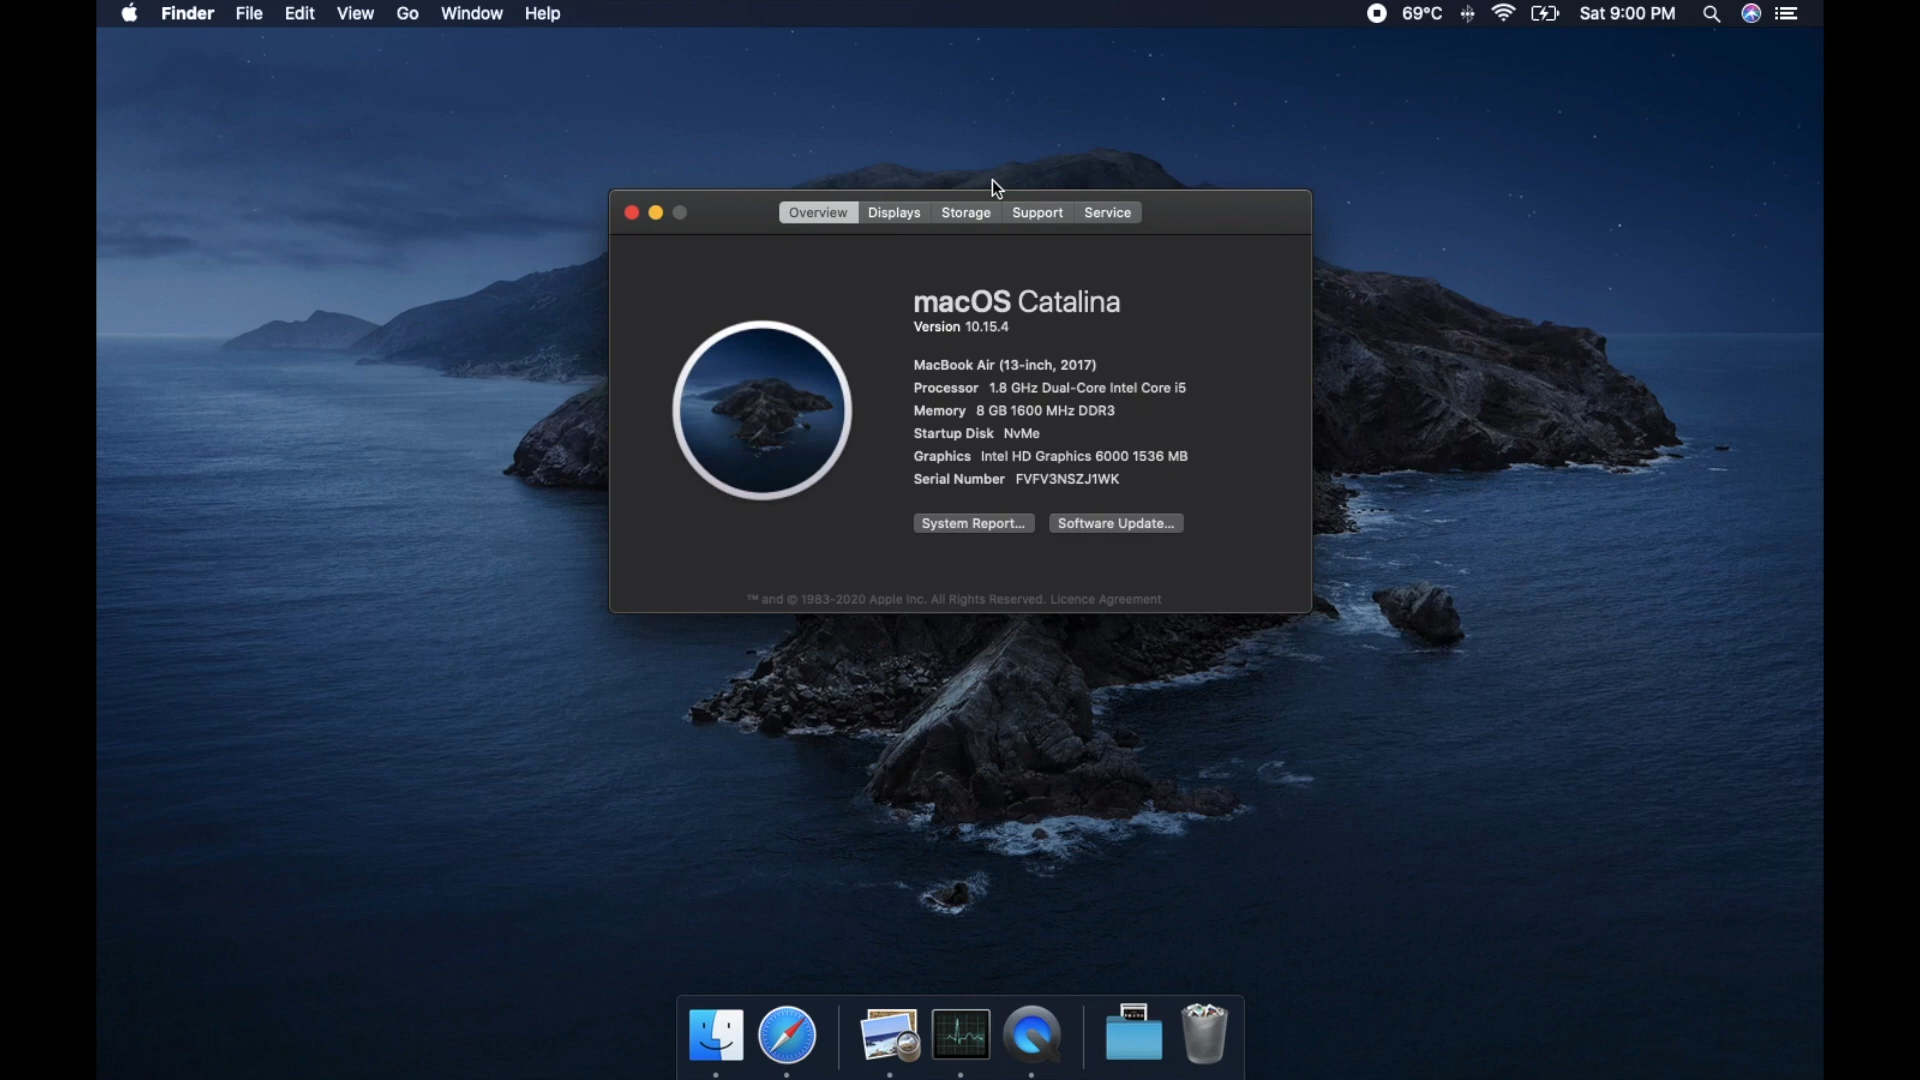 Finder File Edit View Go Window Help 69°C Sat 9:00 PM
Overview Displays Storage Support Service
macOS Catalina
Version 10.15.4
MacBook Air (13-inch, 2017)
Processor 1.8 GHz Dual-Core Intel Core i5
Memory 8 GB 1600 MHz DDR3
Startup Disk NvMe
Graphics Intel HD Graphics 6000 1536 MB
Serial Number FVFV3NSZJ1WK
System Report... Software Update...
™ and © 1983-2020 Apple Inc. All Rights Reserved. Licence Agreement